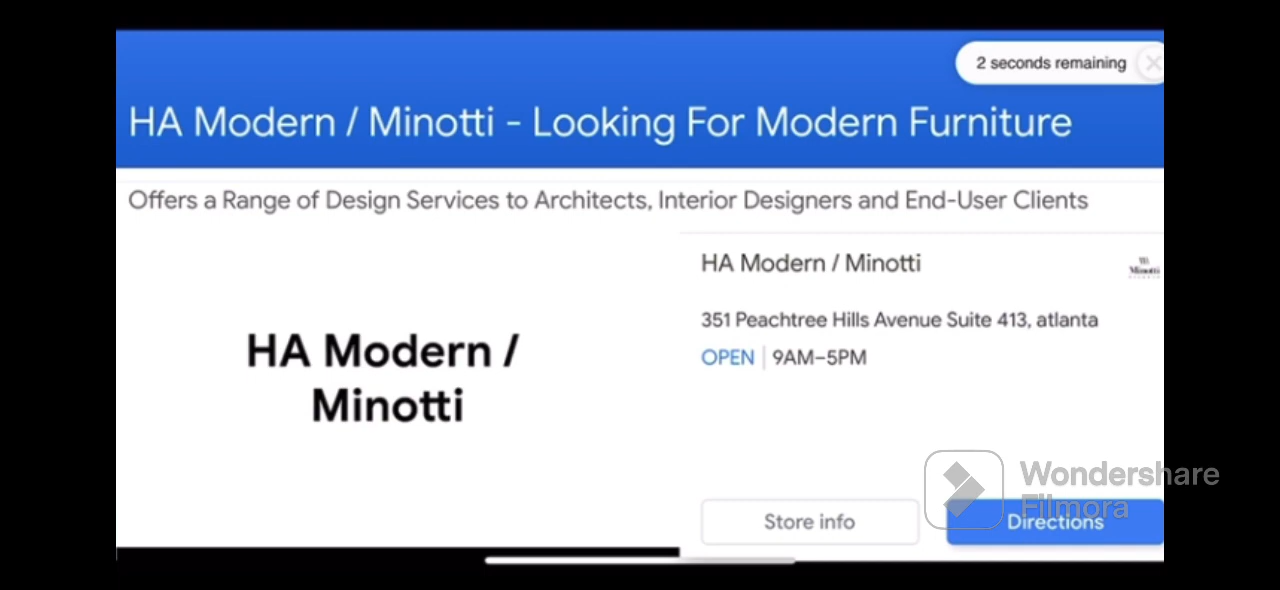 2 seconds remaining
HA Modern / Minotti - Looking For Modern Furniture
Offers a Range of Design Services to Architects, Interior Designers and End-User Clients
HA Modern / Minotti
Minotti
351 Peachtree Hills Avenue Suite 413, atlanta
OPEN | 9AM–5PM
HA Modern /
Minotti
Wondershare
Filmora
Store info
Directions